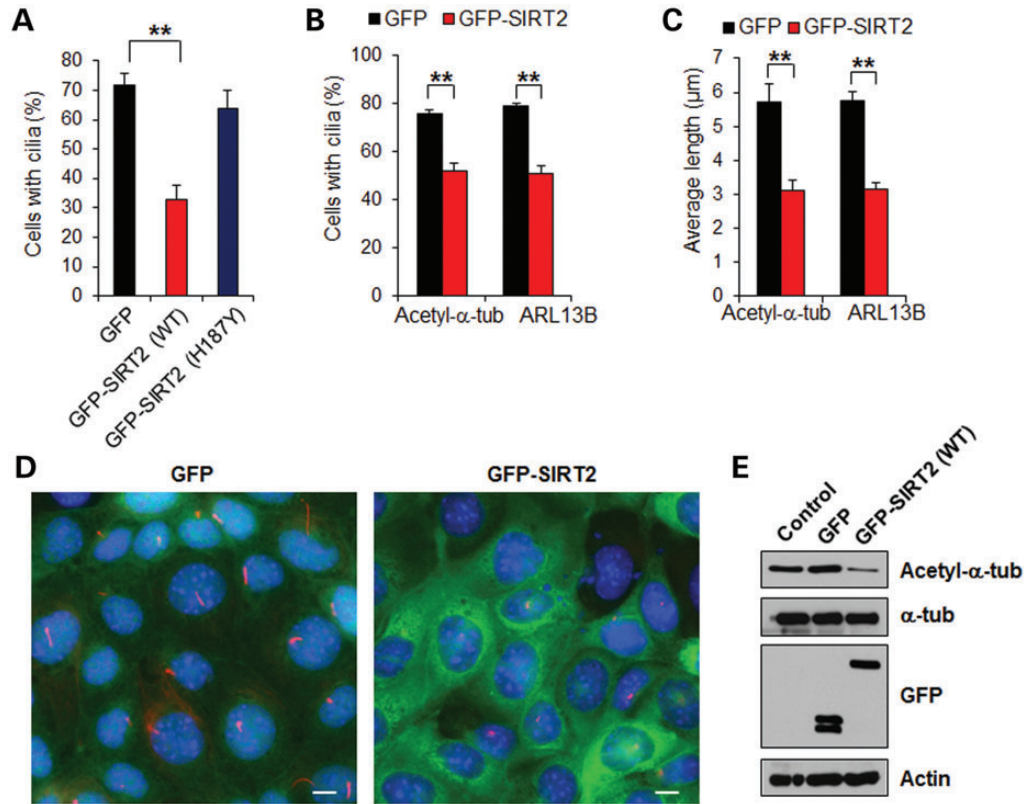 A
**
Cells with cilia (%)
80
70
60
50
40
30
20
10
0
GFP
GFP-SIRT2 (WT)
GFP-SIRT2 (H187Y)
B
GFP GFP-SIRT2
** **
Cells with cilia (%)
100
80
60
40
20
0
Acetyl-α-tub ARL13B
C
GFP GFP-SIRT2
** **
Average length (µm)
7
6
5
4
3
2
1
0
Acetyl-α-tub ARL13B
D
GFP GFP-SIRT2
E
Control
GFP
GFP-SIRT2 (WT)
Acetyl-α-tub
α-tub
GFP
Actin